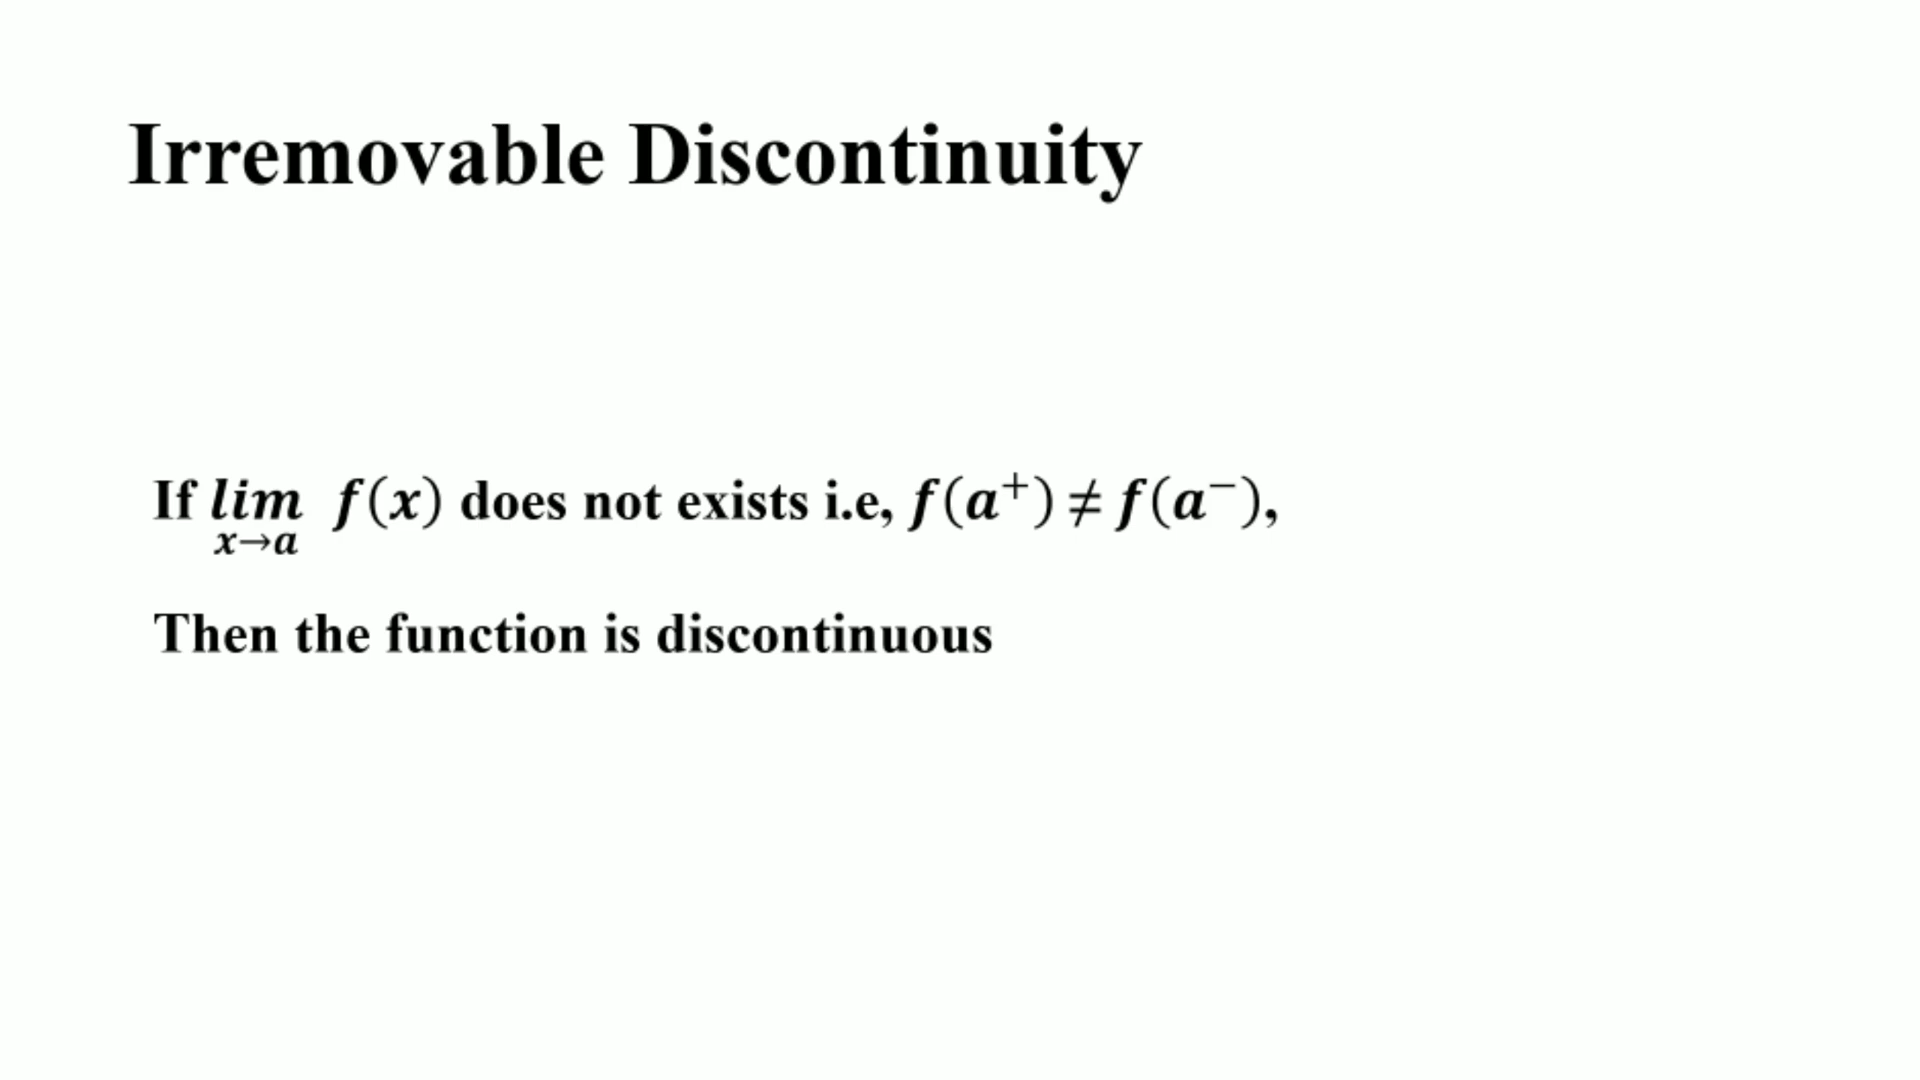 Irremovable Discontinuity
If lim f(x) does not exists i.e, f(a⁺) ≠ f(a⁻),
x→a
Then the function is discontinuous